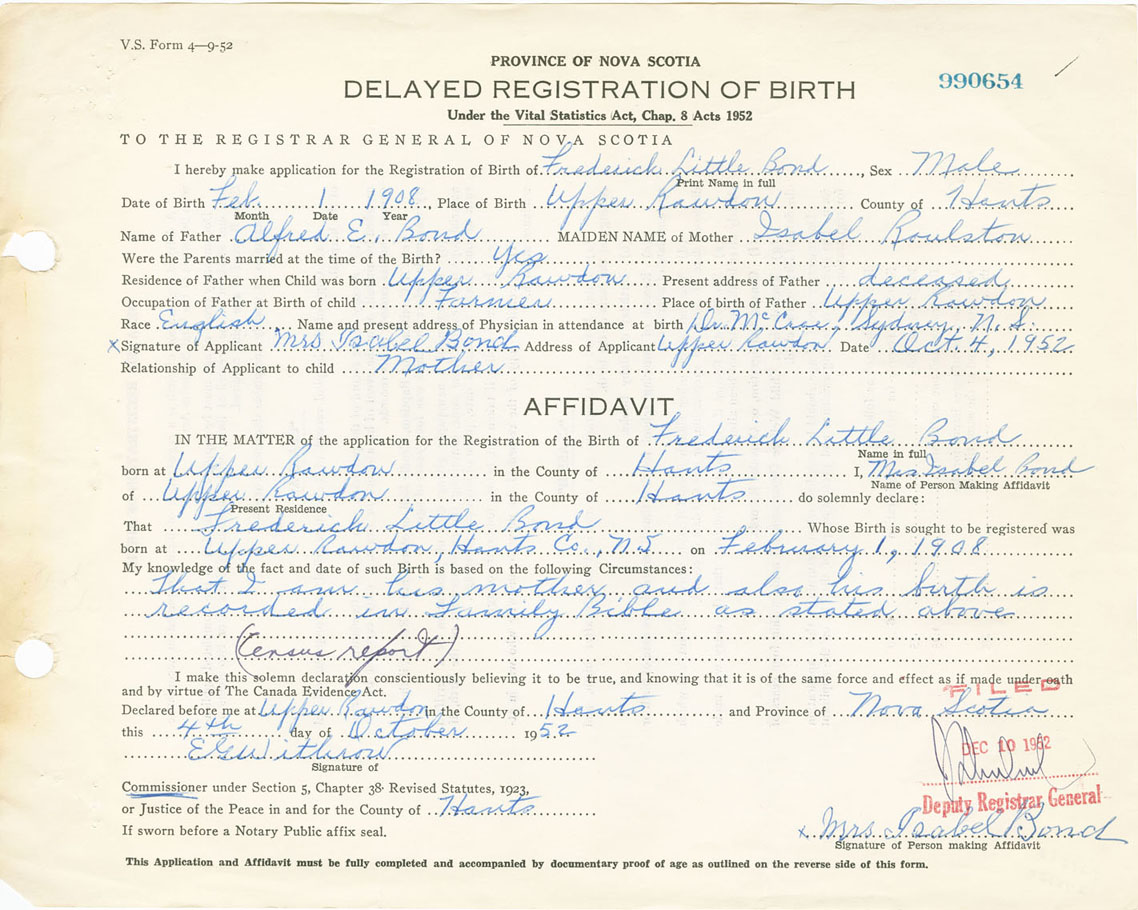 V.S. Form 4—9-52
PROVINCE OF NOVA SCOTIA
DELAYED REGISTRATION OF BIRTH
990654
Under the Vital Statistics Act, Chap. 8 Acts 1952
TO THE REGISTRAR GENERAL OF NOVA SCOTIA
I hereby make application for the Registration of Birth of Frederick Little Bond, Sex Male
Print Name in full
Date of Birth Feb. 1 1908, Place of Birth Upper Rawdon County of Hants
Month Date Year
Name of Father Alfred E. Bond MAIDEN NAME of Mother Isabel Roulston
Were the Parents married at the time of the Birth? Yes
Residence of Father when Child was born Upper Rawdon Present address of Father deceased
Occupation of Father at Birth of child Farmer Place of birth of Father Upper Rawdon
Race English Name and present address of Physician in attendance at birth Dr. Sydney, N.S.
x Signature of Applicant Mrs Isabel Bond Address of Applicant Upper Rawdon Date Oct. 4, 1952
Relationship of Applicant to child Mother
AFFIDAVIT
IN THE MATTER of the application for the Registration of the Birth of Frederick Little Bond
Name in full
born at Upper Rawdon in the County of Hants I, Mrs Isabel Bond
Name of Person Making Affidavit
of Upper Rawdon in the County of Hants do solemnly declare:
Present Residence
That Frederick Little Bond Whose Birth is sought to be registered was
born at Upper Rawdon, Hants Co., N.S on February 1, 1908
My knowledge of the fact and date of such Birth is based on the following Circumstances:
That I am his mother and also his birth is
recorded in Family Bible as stated above
(Census report)
I make this solemn declaration conscientiously believing it to be true, and knowing that it is of the same force and effect as if made under oath
and by virtue of The Canada Evidence Act.
FILED
Declared before me at Upper Rawdon in the County of Hants and Province of Nova Scotia
this 4th day of October 1952
DEC 10 1952
E G Withrow
Signature of
Deputy Registrar General
Commissioner under Section 5, Chapter 38 Revised Statutes, 1923,
or Justice of the Peace in and for the County of Hants
x Mrs Isabel Bond
If sworn before a Notary Public affix seal.
Signature of Person making Affidavit
This Application and Affidavit must be fully completed and accompanied by documentary proof of age as outlined on the reverse side of this form.